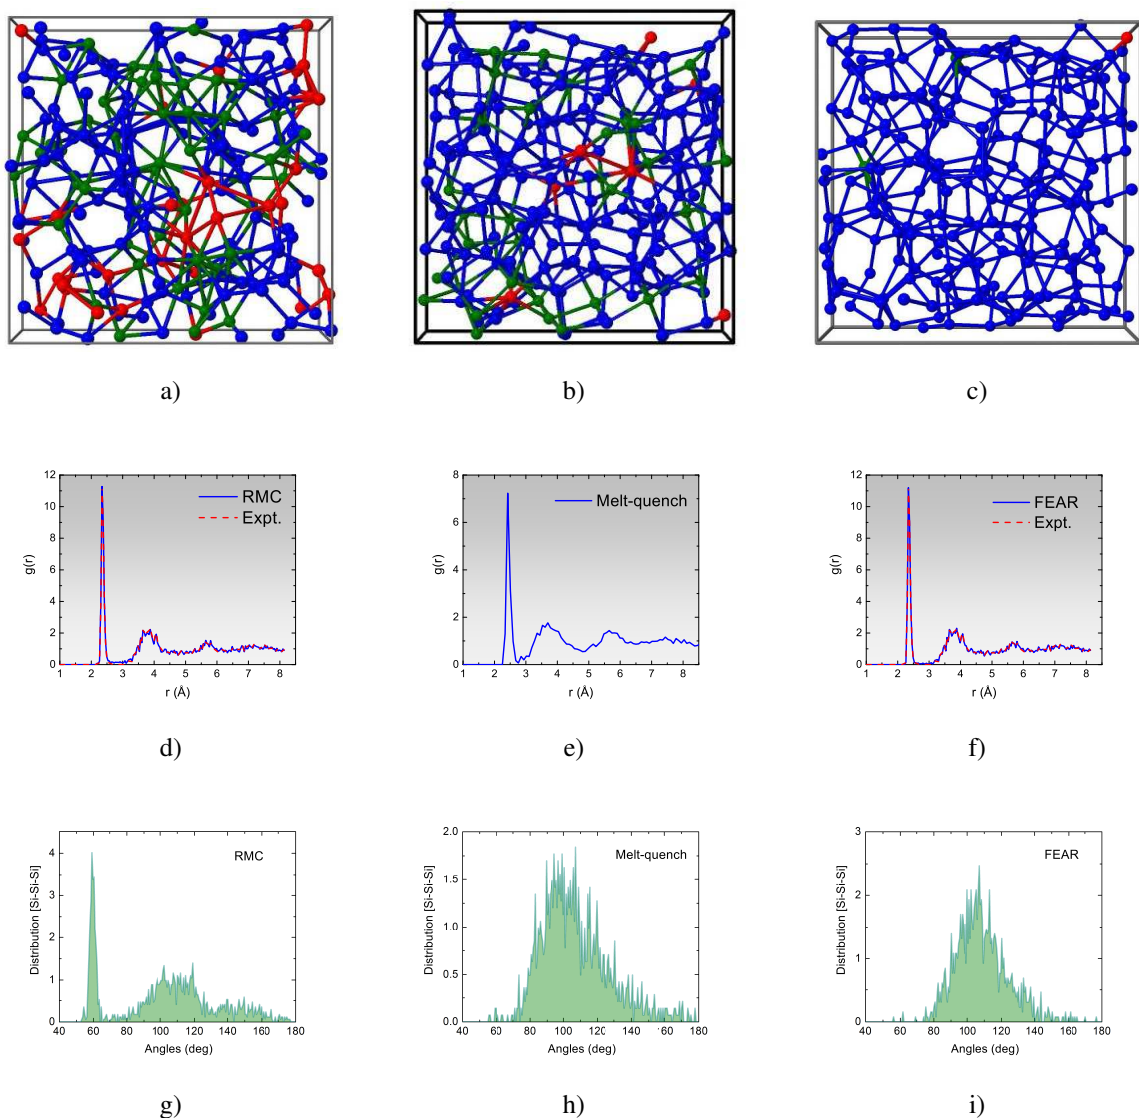 a)
b)
c)
12
10
8
6
4
2
0
g(r)
RMC
Expt.
1 2 3 4 5 6 7 8
r (Å)
8
6
4
2
0
g(r)
Melt-quench
1 2 3 4 5 6 7 8
r (Å)
12
10
8
6
4
2
0
g(r)
FEAR
Expt.
1 2 3 4 5 6 7 8
r (Å)
d)
e)
f)
4
3
2
1
0
Distribution [Si-Si-Si]
RMC
40 60 80 100 120 140 160 180
Angles (deg)
2.0
1.5
1.0
0.5
0.0
Distribution [Si-Si-Si]
Melt-quench
40 60 80 100 120 140 160 180
Angles (deg)
3
2
1
0
Distribution [Si-Si-Si]
FEAR
40 60 80 100 120 140 160 180
Angles (deg)
g)
h)
i)